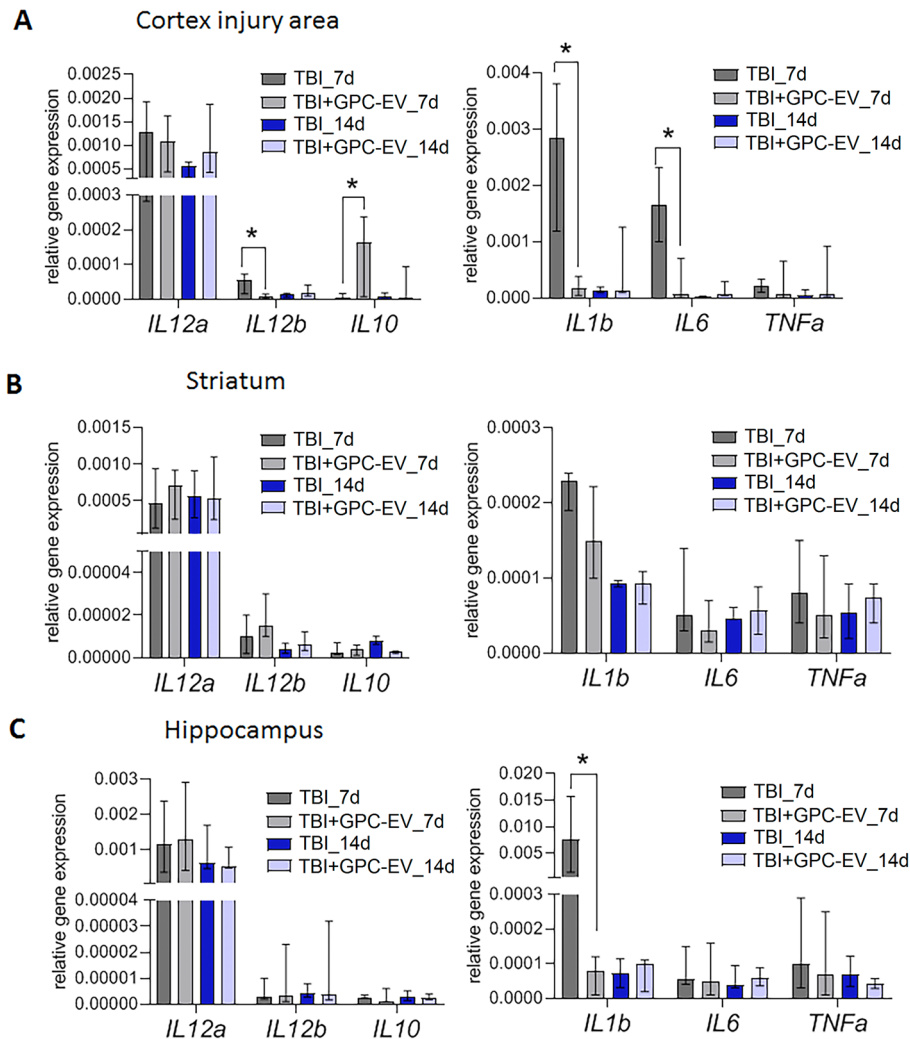 A Cortex injury area
relative gene expression
0.0025
0.0020
0.0015
0.0010
0.0005
0.0003
0.0002
0.0001
0.0000
TBI_7d
TBI+GPC-EV_7d
TBI_14d
TBI+GPC-EV_14d
*
*
IL12a IL12b IL10
relative gene expression
0.004
0.003
0.002
0.001
0.000
TBI_7d
TBI+GPC-EV_7d
TBI_14d
TBI+GPC-EV_14d
*
*
IL1b IL6 TNFa
B Striatum
relative gene expression
0.0015
0.0010
0.0005
0.00004
0.00002
0.00000
TBI_7d
TBI+GPC-EV_7d
TBI_14d
TBI+GPC-EV_14d
IL12a IL12b IL10
relative gene expression
0.0003
0.0002
0.0001
0.0000
TBI_7d
TBI+GPC-EV_7d
TBI_14d
TBI+GPC-EV_14d
IL1b IL6 TNFa
C Hippocampus
relative gene expression
0.003
0.002
0.001
0.00004
0.00003
0.00002
0.00001
0.00000
TBI_7d
TBI+GPC-EV_7d
TBI_14d
TBI+GPC-EV_14d
IL12a IL12b IL10
relative gene expression
0.020
0.015
0.010
0.005
0.0003
0.0002
0.0001
0.0000
TBI_7d
TBI+GPC-EV_7d
TBI_14d
TBI+GPC-EV_14d
*
IL1b IL6 TNFa